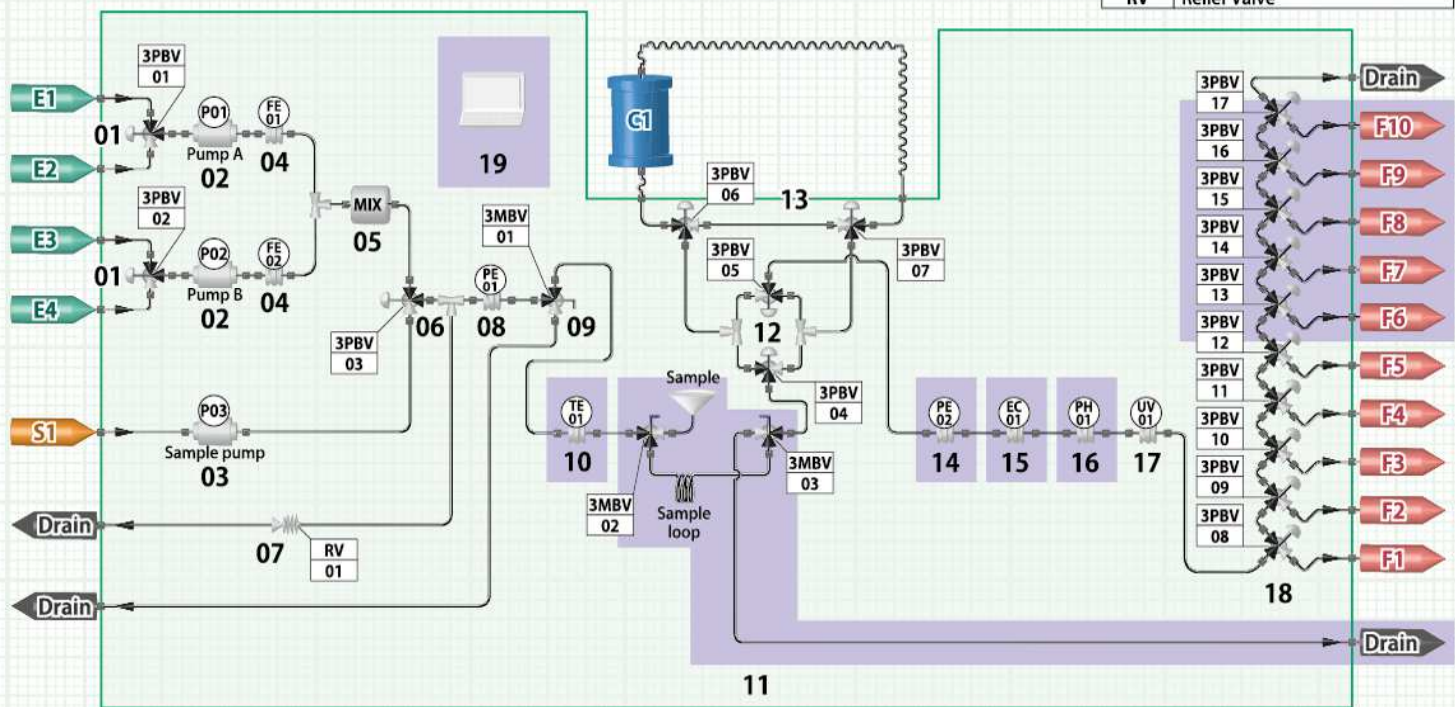 RV Relief Valve
E1
E2
3PBV
01
01
P01
Pump A
02
FE
01
04
E3
E4
3PBV
02
01
P02
Pump B
02
FE
02
04
MIX
05
19
C1
3PBV
06
13
3PBV
07
3PBV
05
12
3PBV
04
3MBV
01
PE
01
06
08
09
3PBV
03
S1
P03
Sample pump
03
Drain
07
RV
01
Drain
TE
01
10
Sample
3MBV
02
Sample
loop
3MBV
03
11
PE
02
14
EC
01
15
PH
01
16
UV
01
17
3PBV
17
3PBV
16
3PBV
15
3PBV
14
3PBV
13
3PBV
12
3PBV
11
3PBV
10
3PBV
09
3PBV
08
18
Drain
F10
F9
F8
F7
F6
F5
F4
F3
F2
F1
Drain